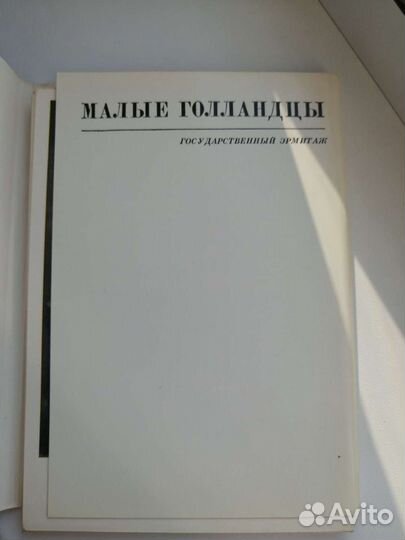 МАЛЫЕ ГОЛЛАНДЦЫ
ГОСУДАРСТВЕННЫЙ ЭРМИТАЖ
Avito